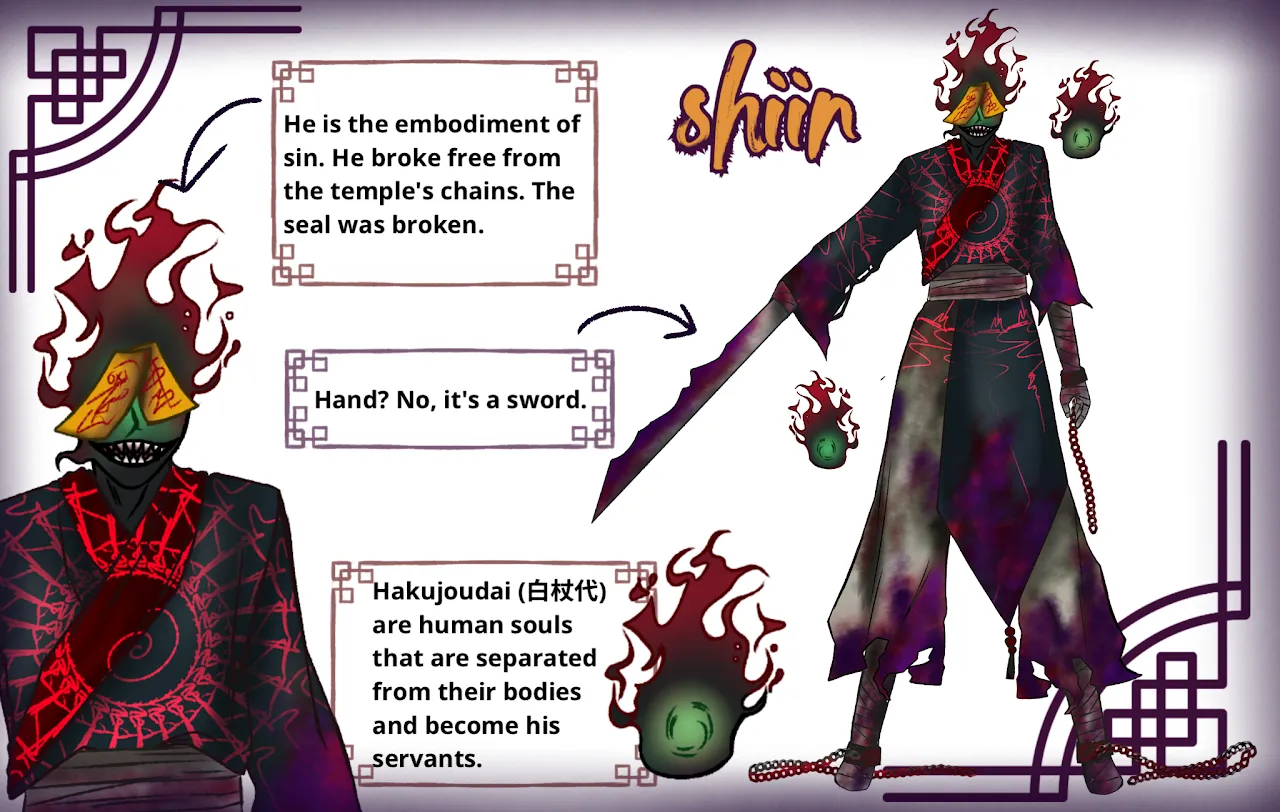 shiin
He is the embodiment of
sin. He broke free from
the temple's chains. The
seal was broken.
Hand? No, it's a sword.
Hakujoudai (白杖代)
are human souls
that are separated
from their bodies
and become his
servants.